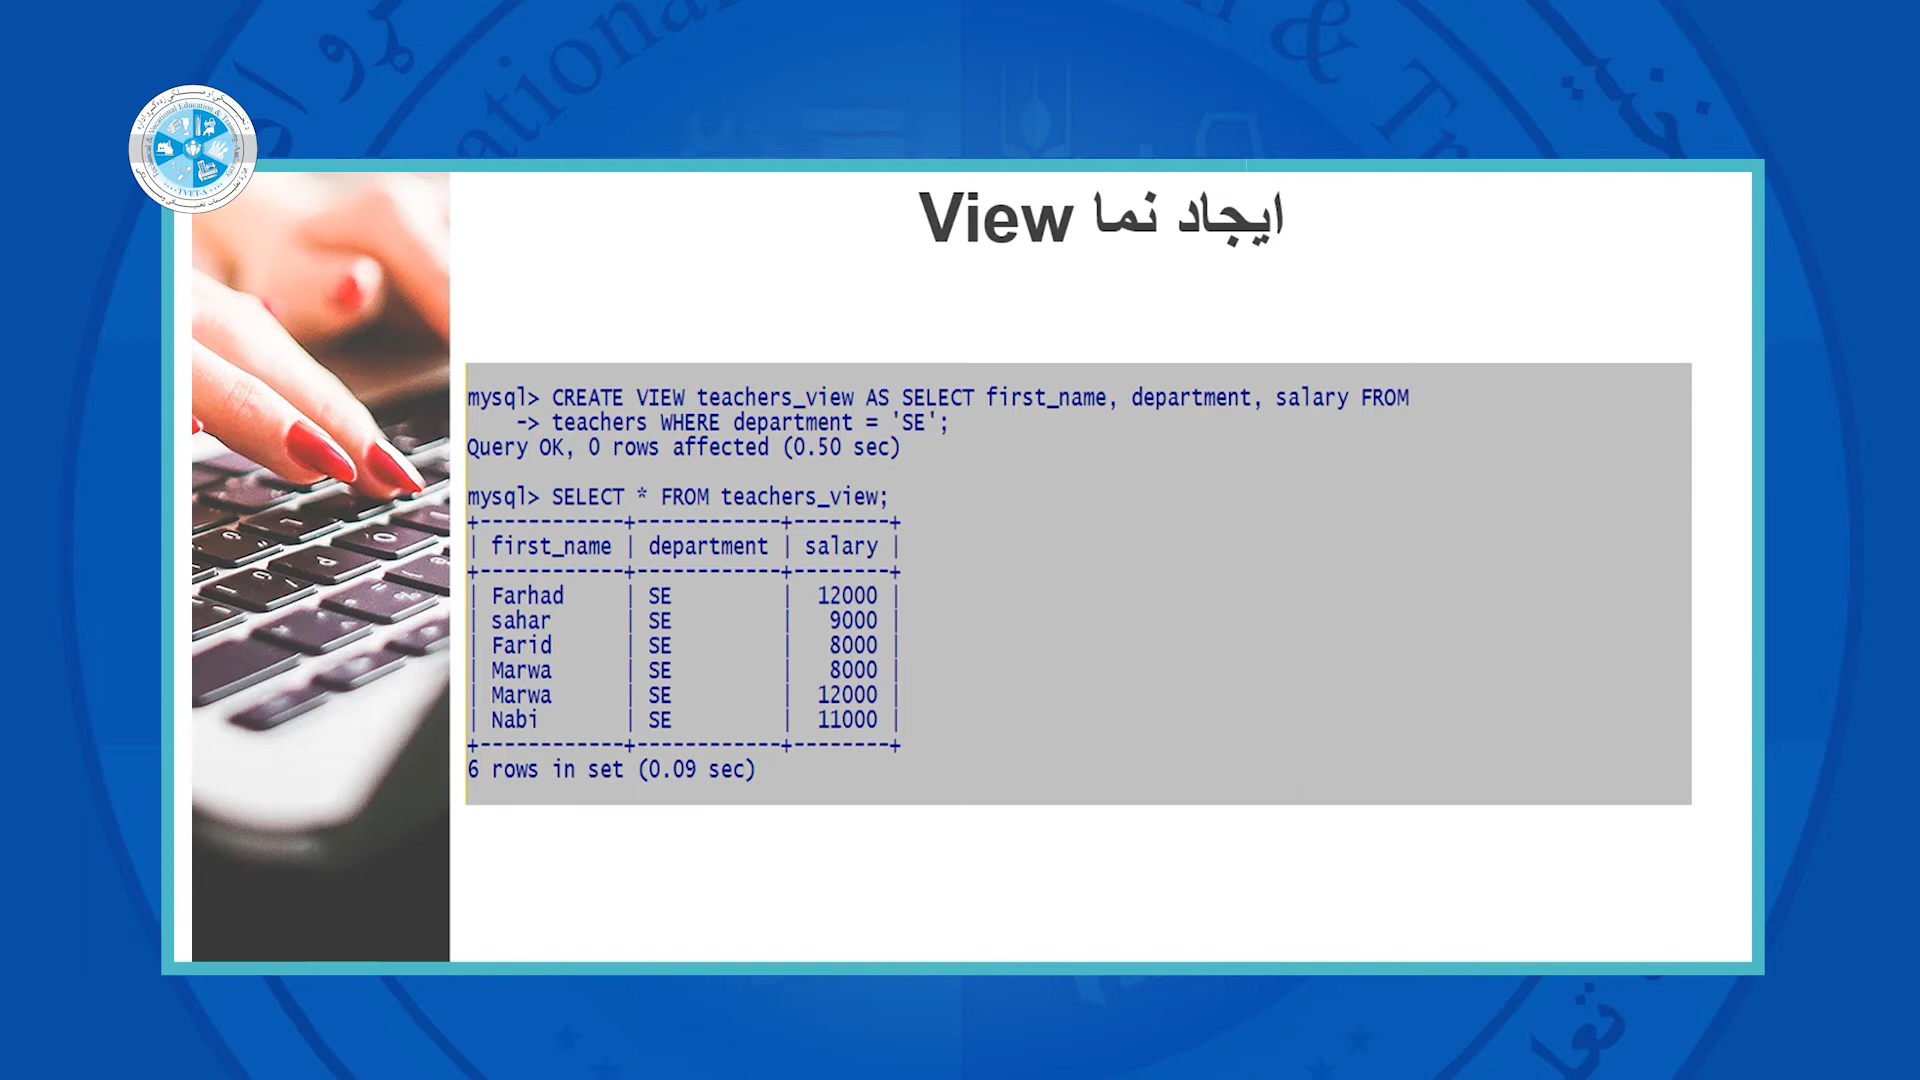 ایجاد نما View
mysql> CREATE VIEW teachers_view AS SELECT first_name, department, salary FROM
    -> teachers WHERE department = 'SE';
Query OK, 0 rows affected (0.50 sec)
mysql> SELECT * FROM teachers_view;
+------------+------------+--------+
| first_name | department | salary |
+------------+------------+--------+
| Farhad     | SE         |  12000 |
| sahar      | SE         |   9000 |
| Farid      | SE         |   8000 |
| Marwa      | SE         |   8000 |
| Marwa      | SE         |  12000 |
| Nabi       | SE         |  11000 |
+------------+------------+--------+
6 rows in set (0.09 sec)
TVET-A